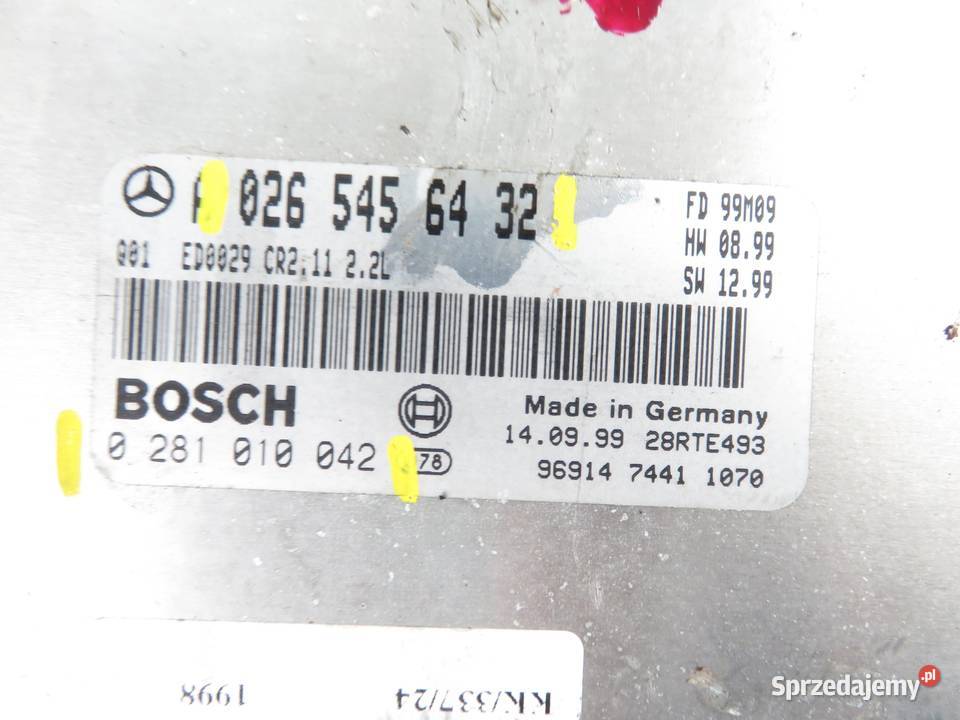 A 026 545 64 32
FD 99M09
HW 08.99
SW 12.99
Q01 ED0029 CR2.11 2.2L
BOSCH
Made in Germany
0 281 010 042
78
14.09.99 28RTE493
96914 7441 1070
KK/337/24
1998
Sprzedajemy.pl